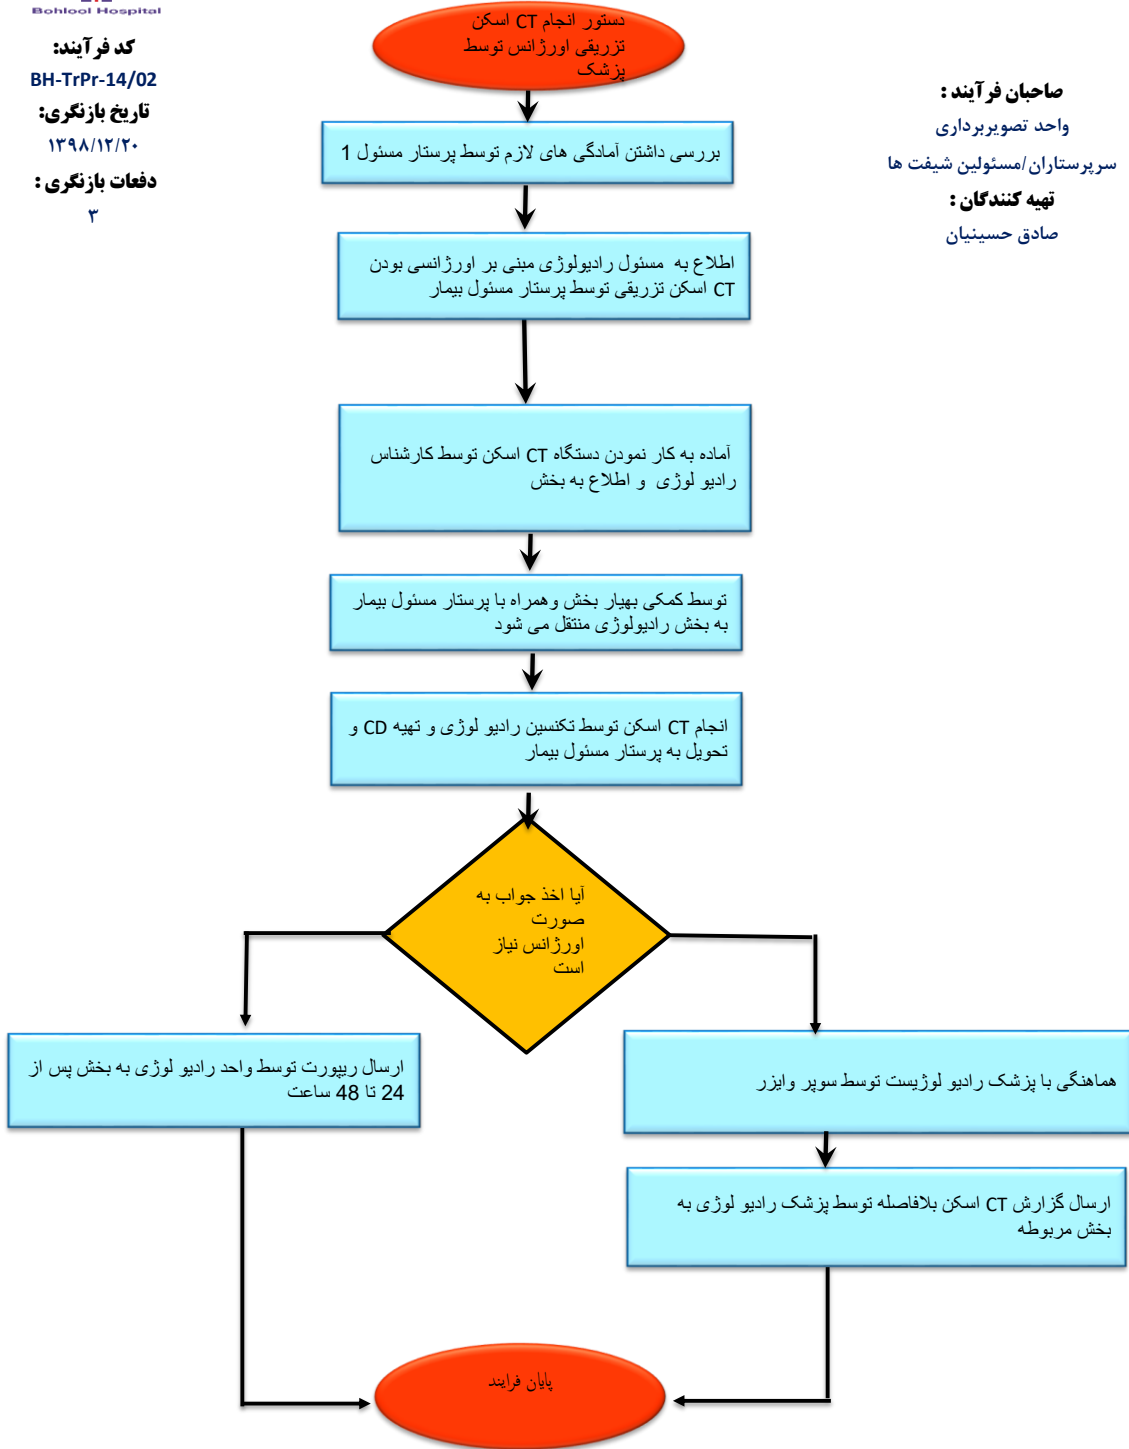 Bohlool Hospital
کد فرآیند:
BH-TrPr-14/02
تاریخ بازنگری:
۱۳۹۸/۱۲/۲۰
دفعات بازنگری :
۳
صاحبان فرآیند :
واحد تصویربرداری
سرپرستاران/مسئولین شیفت ها
تهیه کنندگان :
صادق حسینیان
دستور انجام CT اسکن
تزریقی اورژانس توسط
پزشک
بررسی داشتن آمادگی های لازم توسط پرستار مسئول 1
اطلاع به مسئول رادیولوژی مبنی بر اورژانسی بودن
CT اسکن تزریقی توسط پرستار مسئول بیمار
آماده به کار نمودن دستگاه CT اسکن توسط کارشناس
رادیو لوژی و اطلاع به بخش
توسط کمکی بهیار بخش وهمراه با پرستار مسئول بیمار
به بخش رادیولوژی منتقل می شود
انجام CT اسکن توسط تکنسین رادیو لوژی و تهیه CD و
تحویل به پرستار مسئول بیمار
آیا اخذ جواب به
صورت
اورژانس نیاز
است
هماهنگی با پزشک رادیو لوژیست توسط سوپر وایزر
ارسال ریپورت توسط واحد رادیو لوژی به بخش پس از
24 تا 48 ساعت
ارسال گزارش CT اسکن بلافاصله توسط پزشک رادیو لوژی به
بخش مربوطه
پایان فرایند